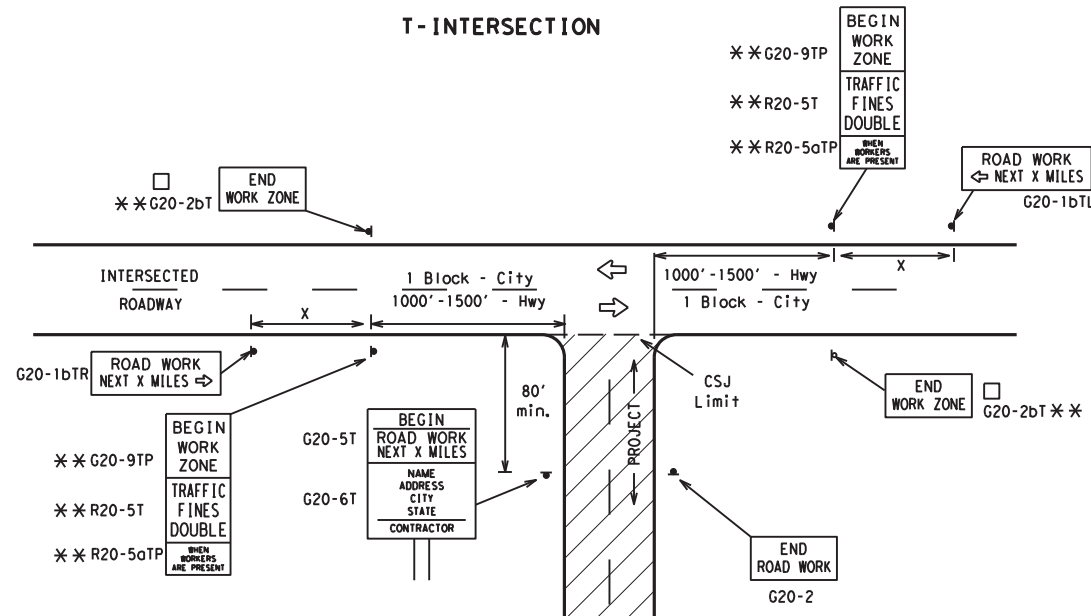 T-INTERSECTION
BEGIN
WORK
ZONE
TRAFFIC
FINES
DOUBLE
WHEN
WORKERS
ARE PRESENT
**G20-9TP
**R20-5T
**R20-5aTP
ROAD WORK
⇦ NEXT X MILES
G20-1bTL
END
WORK ZONE
□
**G20-2bT
INTERSECTED
ROADWAY
1 Block - City
1000'-1500' - Hwy
X
1000'-1500' - Hwy
1 Block - City
X
G20-1bTR
ROAD WORK
NEXT X MILES ⇨
80'
min.
CSJ
Limit
PROJECT
END
WORK ZONE
□
G20-2bT **
BEGIN
WORK
ZONE
TRAFFIC
FINES
DOUBLE
WHEN
WORKERS
ARE PRESENT
**G20-9TP
**R20-5T
**R20-5aTP
G20-5T
G20-6T
BEGIN
ROAD WORK
NEXT X MILES
NAME
ADDRESS
CITY
STATE
CONTRACTOR
END
ROAD WORK
G20-2